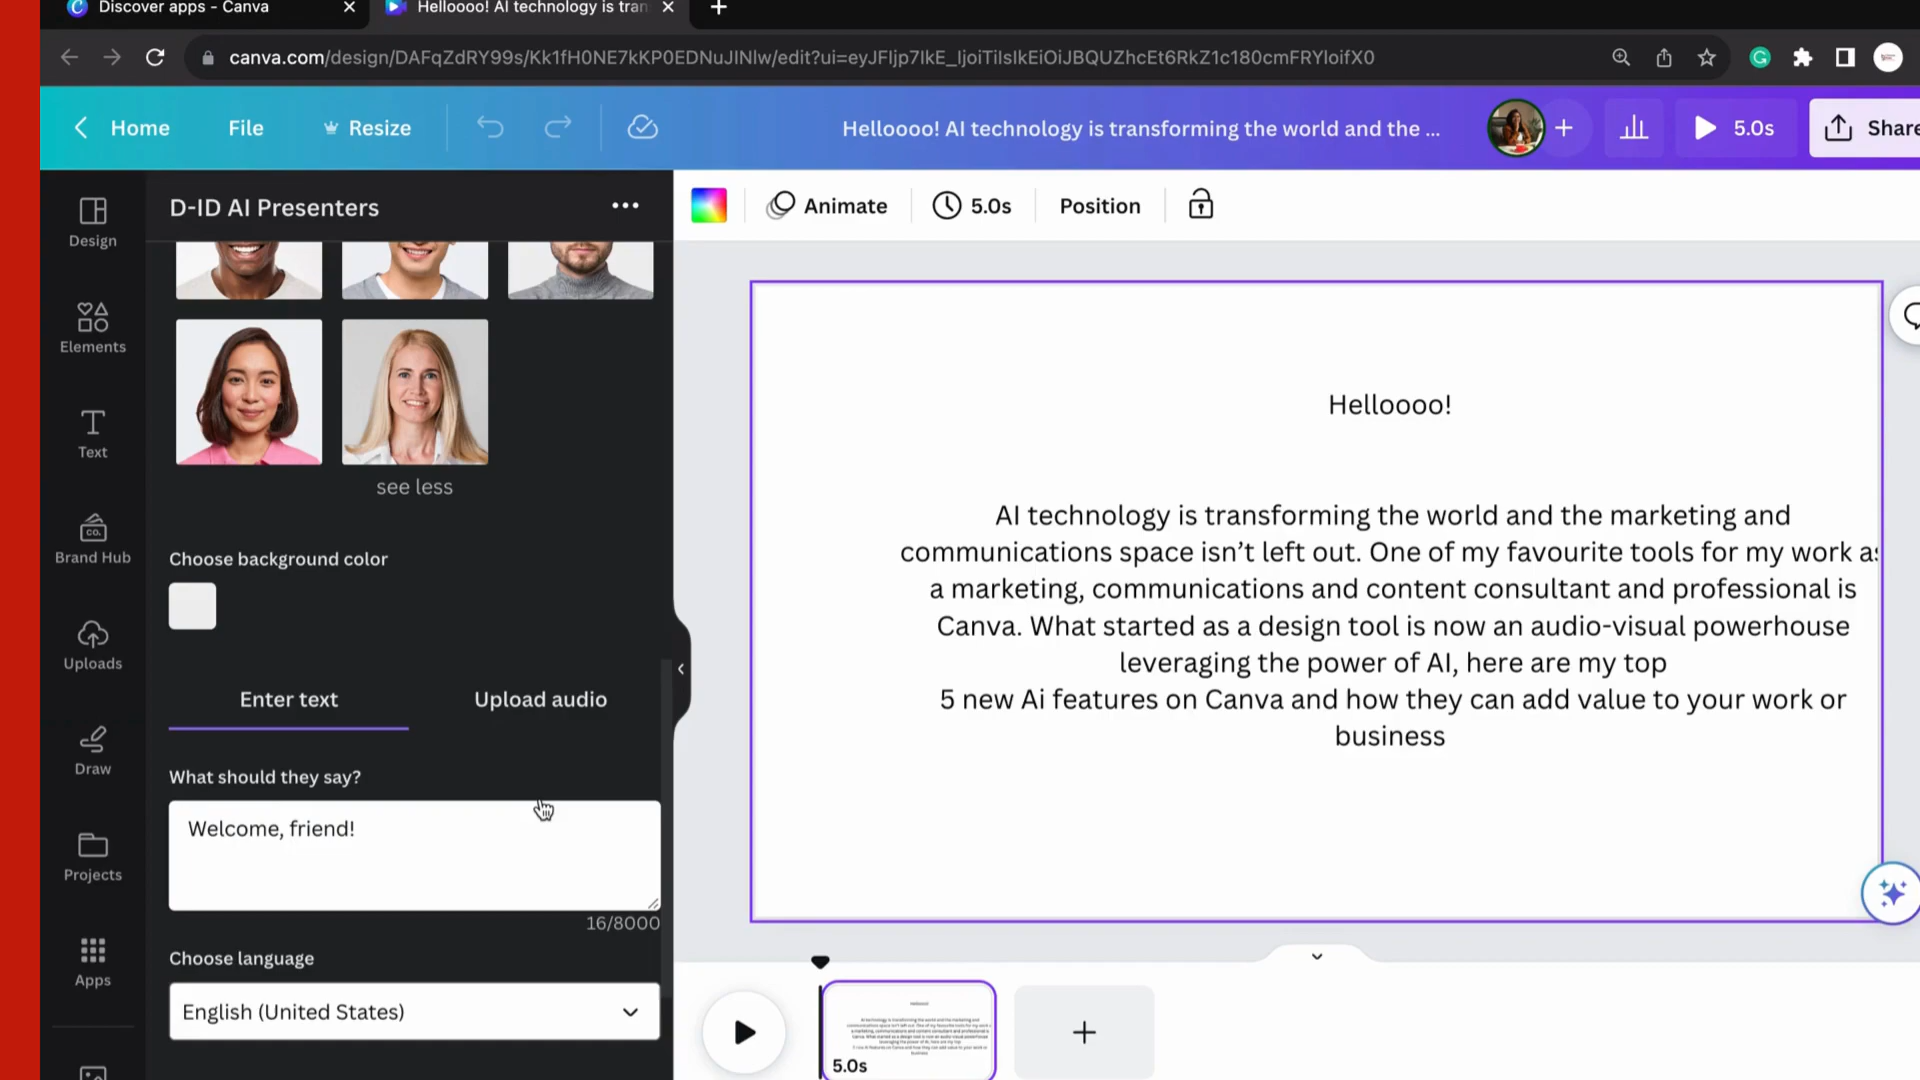 Discover apps - Canva
Helloooo! AI technology is tran
canva.com/design/DAFqZdRY99s/Kk1fH0NE7kKP0EDNuJINlw/edit?ui=eyJFIjp7IkE_IjoiTiIsIkEiOiJBQUZhcEt6RkZ1c180cmFRYIoifX0
Home
File
Resize
Helloooo! AI technology is transforming the world and the ...
5.0s
Share
D-ID AI Presenters
Animate
5.0s
Position
Design
Elements
Text
Brand Hub
CO.
Uploads
Draw
Projects
Apps
see less
Choose background color
Enter text
Upload audio
What should they say?
Welcome, friend!
16/8000
Choose language
English (United States)
Helloooo!
AI technology is transforming the world and the marketing and
communications space isn't left out. One of my favourite tools for my work as
a marketing, communications and content consultant and professional is
Canva. What started as a design tool is now an audio-visual powerhouse
leveraging the power of AI, here are my top
5 new Ai features on Canva and how they can add value to your work or
business
5.0s